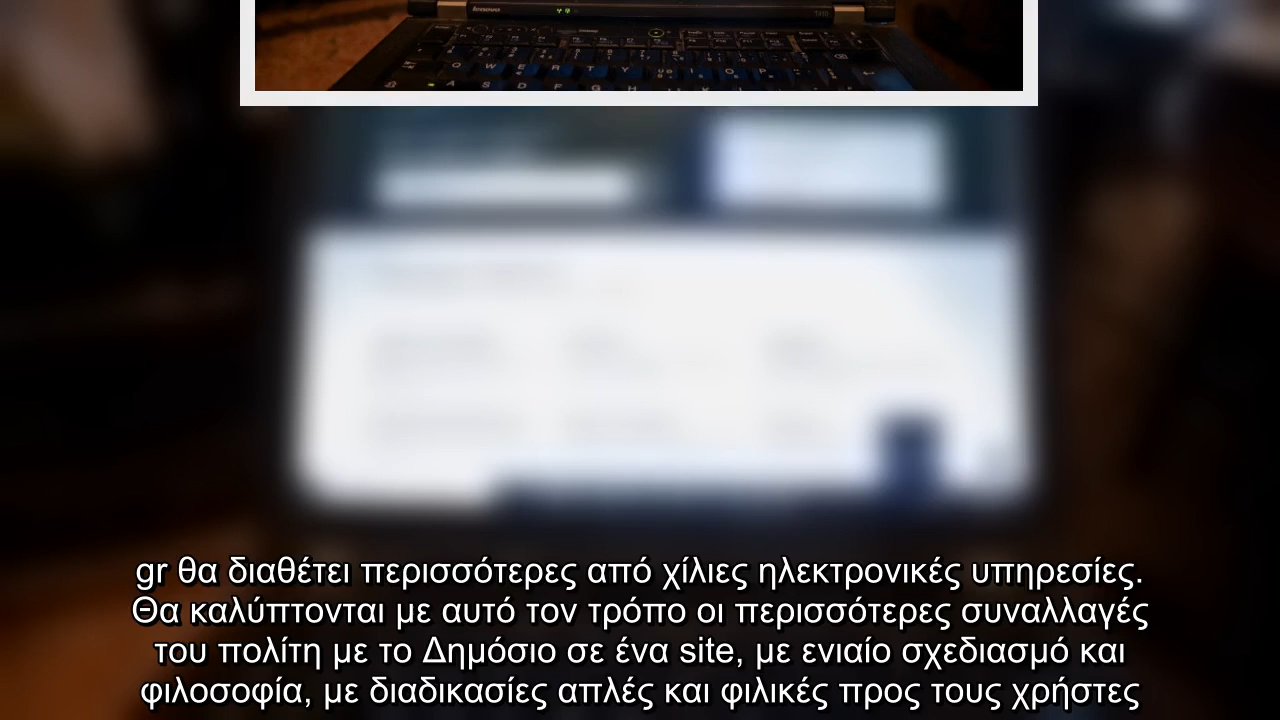 lenovo
Q W E R T Y U I O P
A S D F G H J K L
gr θα διαθέτει περισσότερες από χίλιες ηλεκτρονικές υπηρεσίες.
Θα καλύπτονται με αυτό τον τρόπο οι περισσότερες συναλλαγές
του πολίτη με το Δημόσιο σε ένα site, με ενιαίο σχεδιασμό και
φιλοσοφία, με διαδικασίες απλές και φιλικές προς τους χρήστες